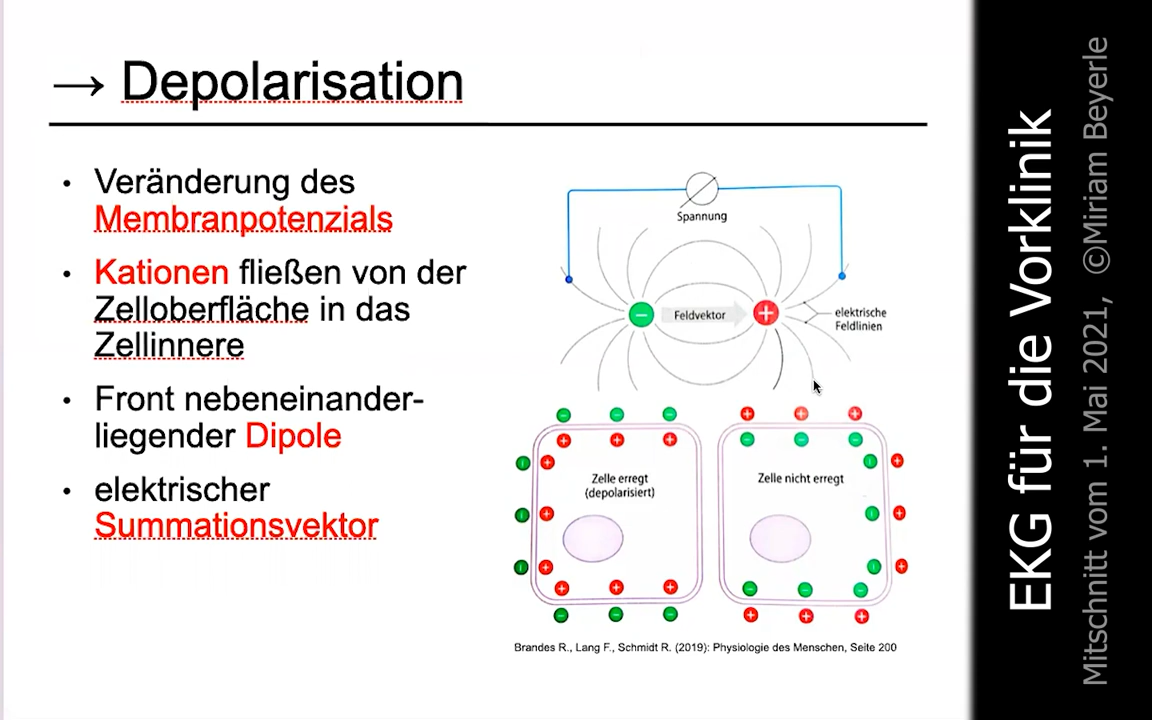 → Depolarisation
• Veränderung des
Membranpotenzials
• Kationen fließen von der
Zelloberfläche in das
Zellinnere
• Front nebeneinander-
liegender Dipole
• elektrischer
Summationsvektor
Spannung
Feldvektor
elektrische
Feldlinien
Zelle erregt
(depolarisiert)
Zelle nicht erregt
Brandes R., Lang F., Schmidt R. (2019): Physiologie des Menschen, Seite 200
EKG für die Vorklinik
Mitschnitt vom 1. Mai 2021, ©Miriam Beyerle